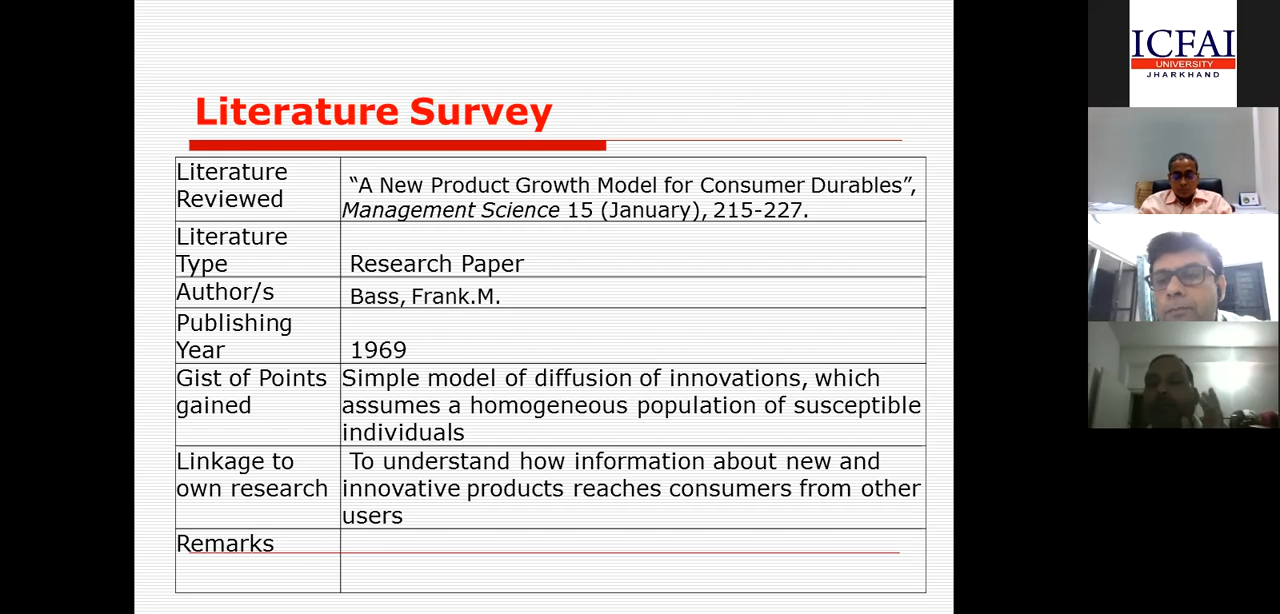 Literature Survey
Literature
Reviewed
“A New Product Growth Model for Consumer Durables”,
Management Science 15 (January), 215-227.
Literature
Type
Research Paper
Author/s
Bass, Frank.M.
Publishing
Year
1969
Gist of Points
gained
Simple model of diffusion of innovations, which
assumes a homogeneous population of susceptible
individuals
Linkage to
own research
To understand how information about new and
innovative products reaches consumers from other
users
Remarks
ICFAI
UNIVERSITY
JHARKHAND